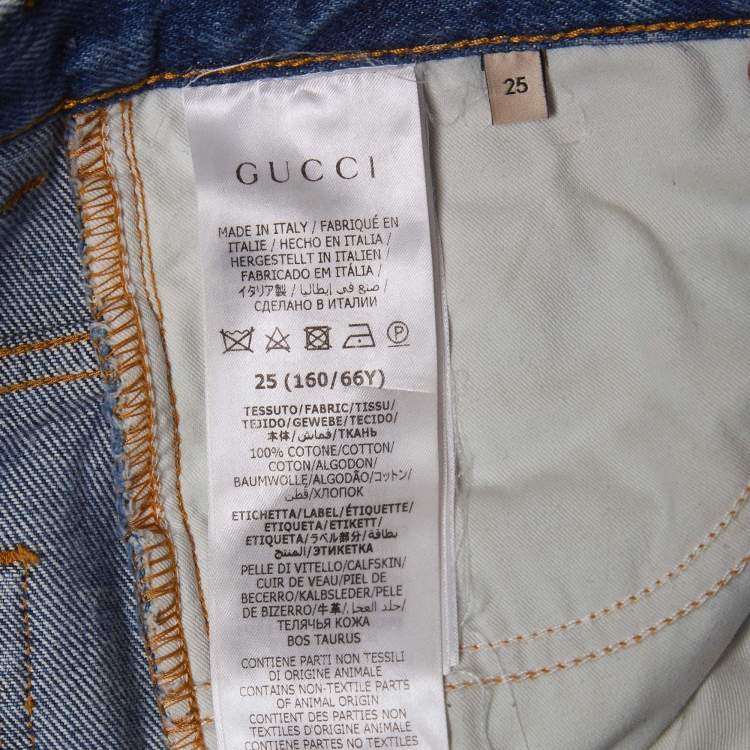 25
GUCCI
MADE IN ITALY / FABRIQUÉ EN
ITALIE / HECHO EN ITALIA /
HERGESTELLT IN ITALIEN /
FABRICADO EM ITÁLIA /
イタリア製 / صنع في إيطاليا /
СДЕЛАНО В ИТАЛИИ
P
25 (160/66Y)
TESSUTO/FABRIC/TISSU/
TEJIDO/GEWEBE/TECIDO/
本体/قماش/ТКАНЬ
100% COTONE/COTTON/
COTON/ALGODON/
BAUMWOLLE/ALGODÃO/コットン/
قطن/ХЛОПОК
ETICHETTA/LABEL/ÉTIQUETTE/
ETIQUETA/ETIKETT/
ETIQUETA/ラベル部分/بطاقة
المنتج/ЭТИКЕТКА
PELLE DI VITELLO/CALFSKIN/
CUIR DE VEAU/PIEL DE
BECERRO/KALBSLEDER/PELE
DE BIZERRO/牛革/جلد العجل/
ТЕЛЯЧЬЯ КОЖА
BOS TAURUS
CONTIENE PARTI NON TESSILI
DI ORIGINE ANIMALE
CONTAINS NON-TEXTILE PARTS
OF ANIMAL ORIGIN
CONTIENT DES PARTIES NON
TEXTILES D'ORIGINE ANIMALE
CONTIENE PARTES NO TEXTILES